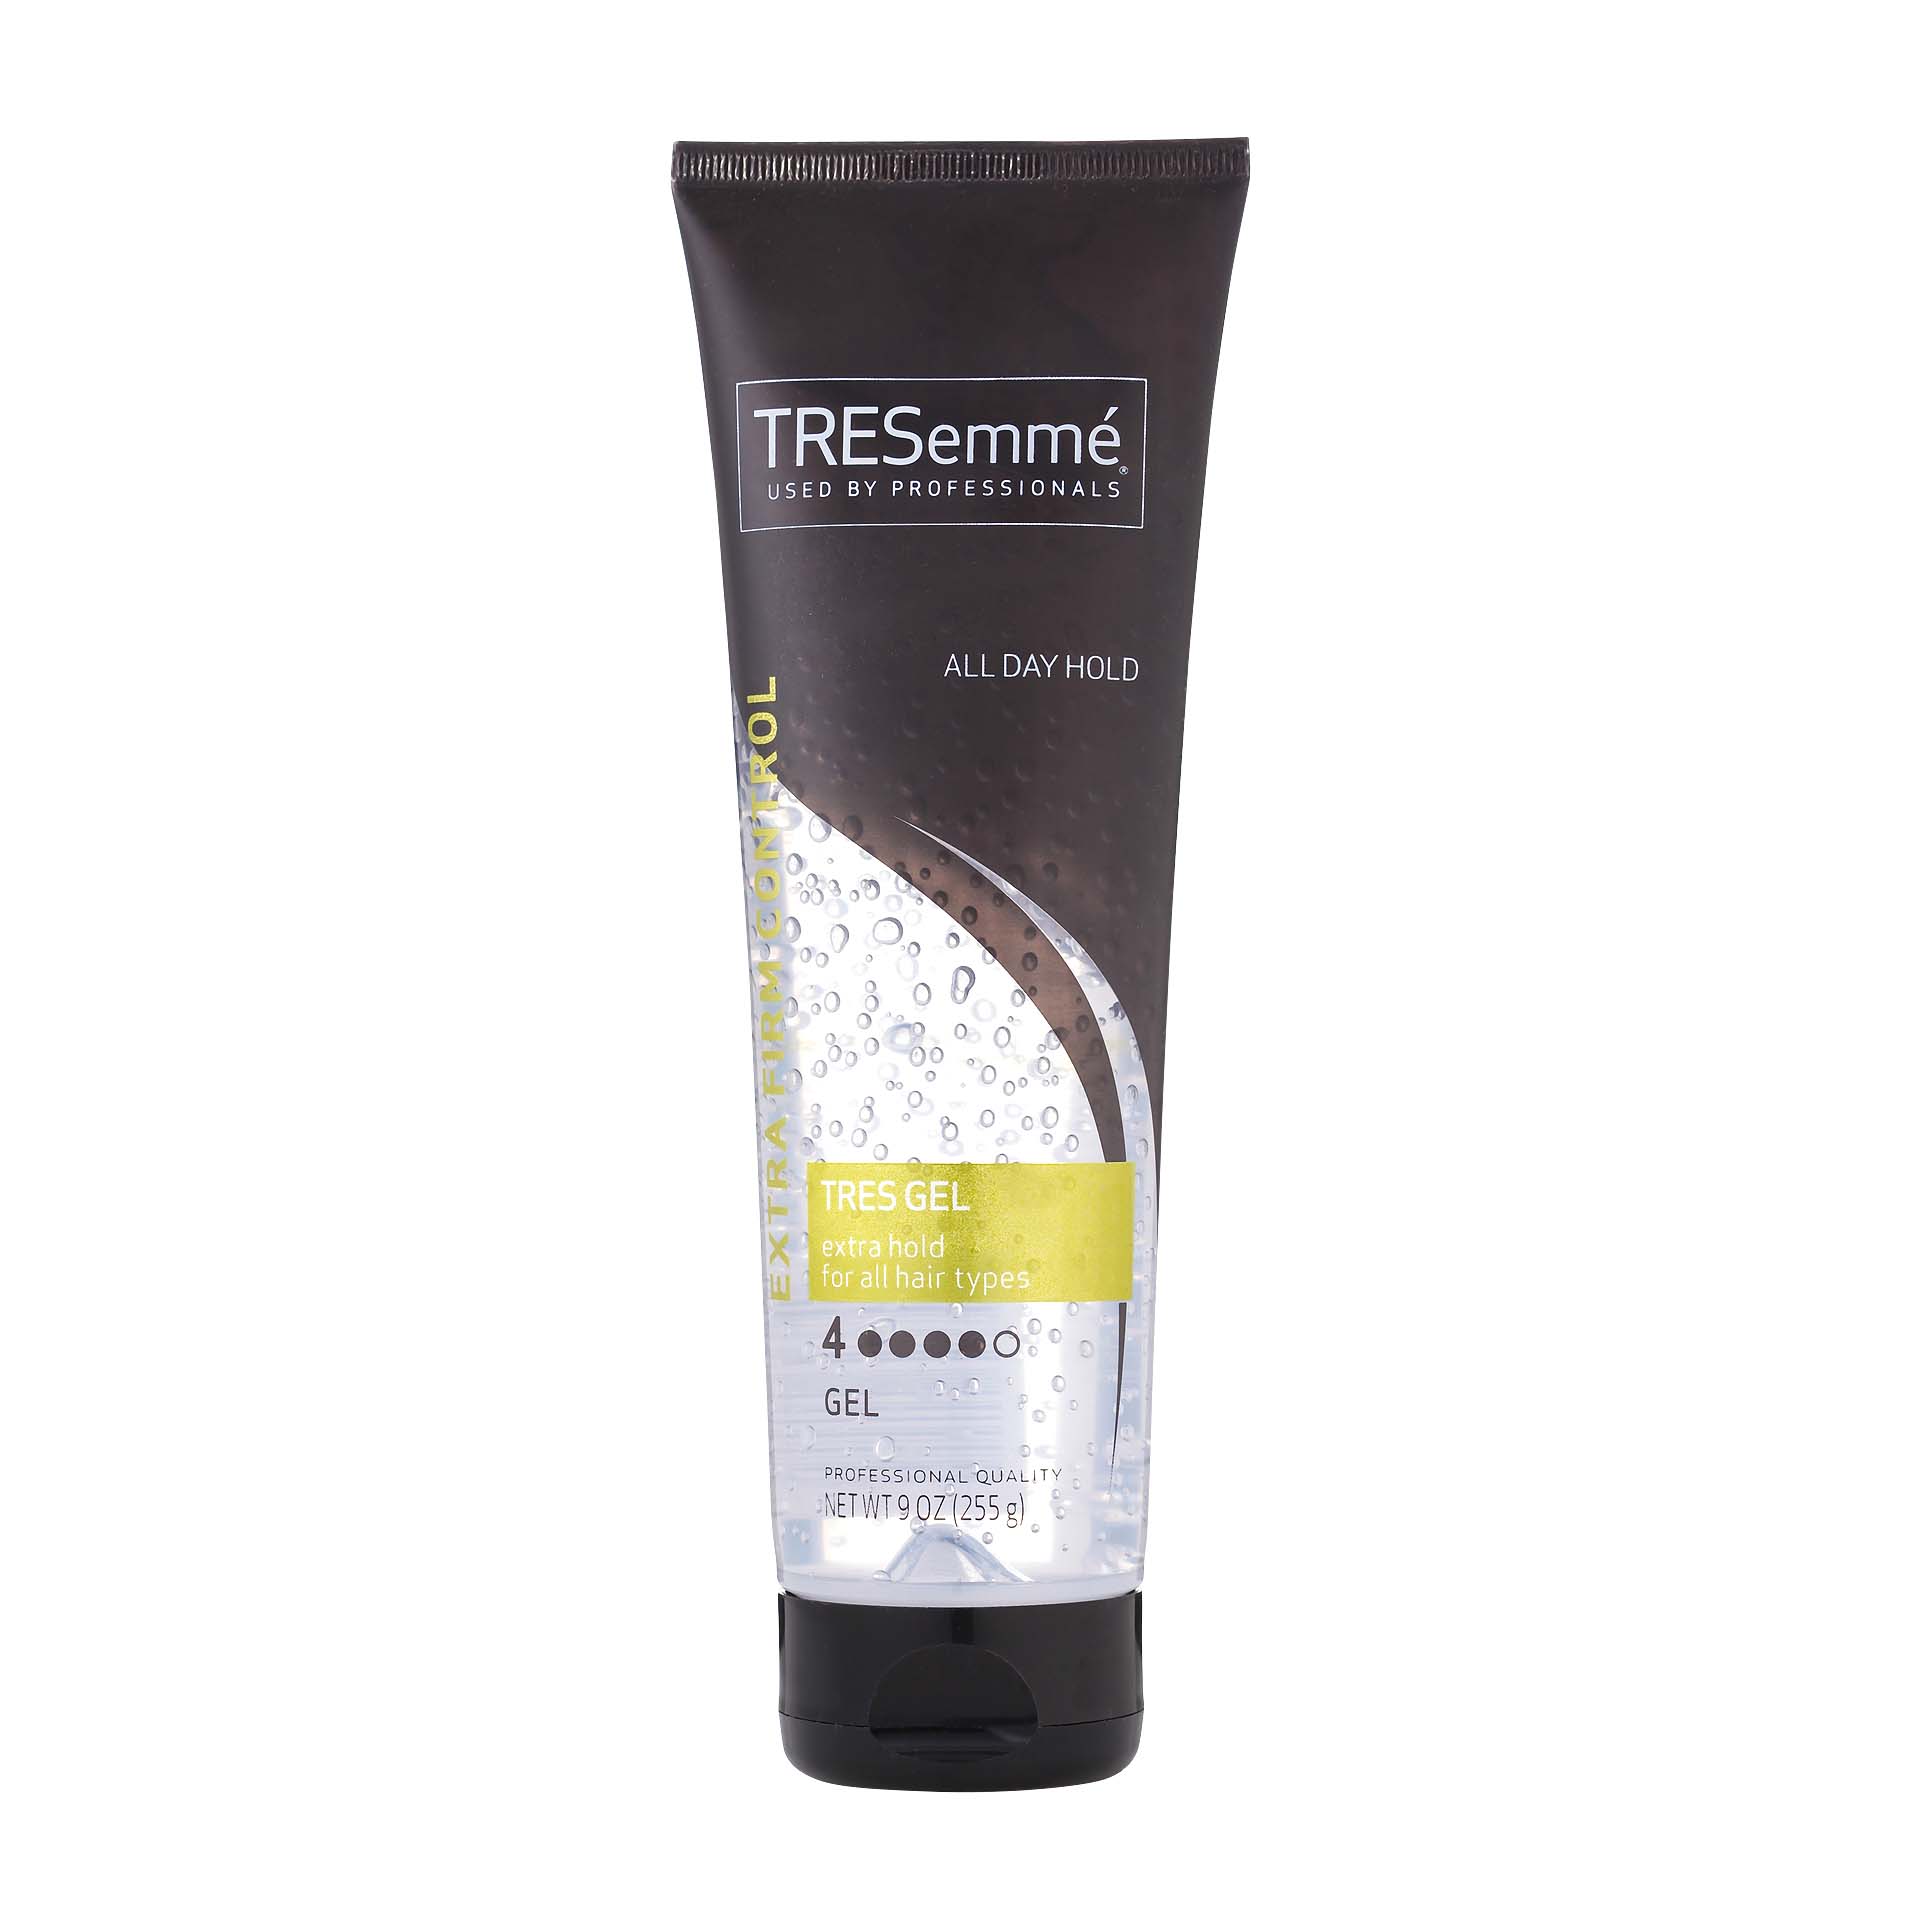 TRESemmé®
USED BY PROFESSIONALS
ALL DAY HOLD
EXTRA FIRM CONTROL
TRES GEL
extra hold
for all hair types
4
GEL
PROFESSIONAL QUALITY
NET WT 9 OZ (255 g)